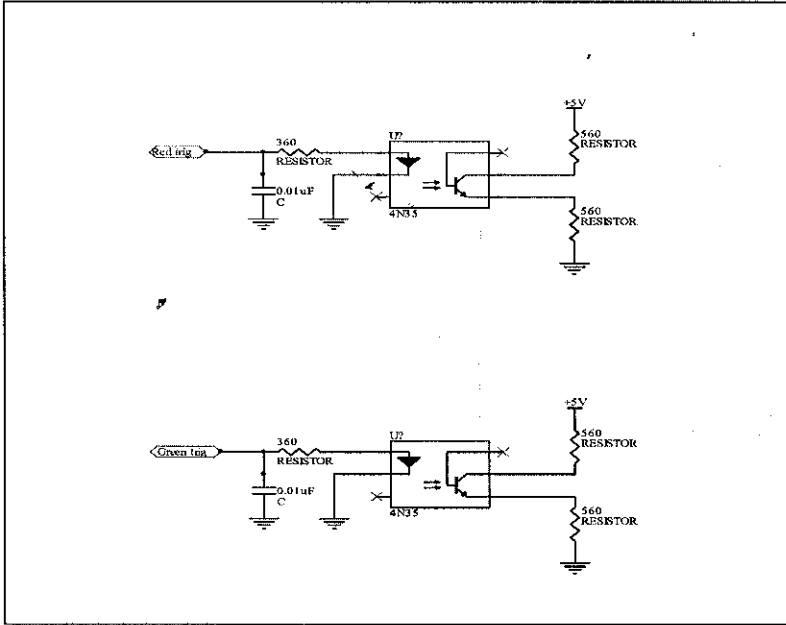 +5V
U?
560
RESISTOR
Red trig
360
RESISTOR
0.01uF
C
4N35
560
RESISTOR
+5V
U?
560
RESISTOR
Green trig
360
RESISTOR
0.01uF
C
4N35
560
RESISTOR